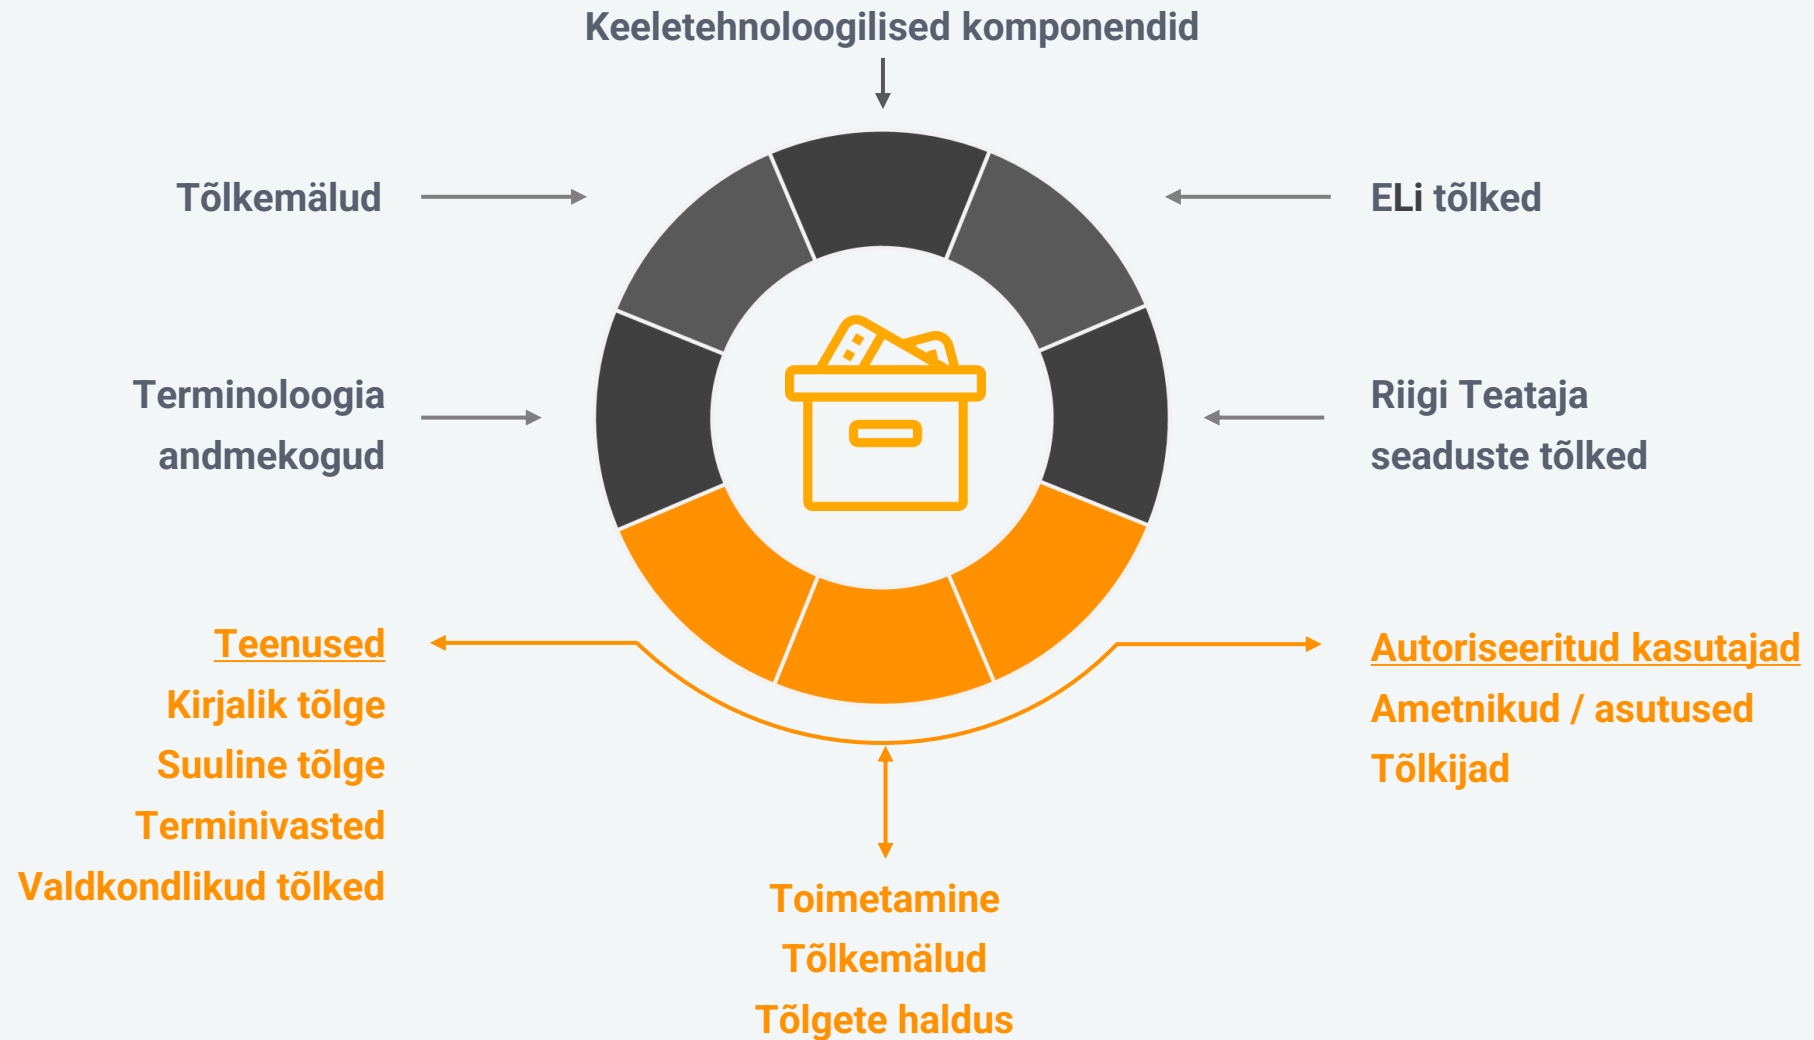 Keeletehnoloogilised komponendid
Tõlkemälud
ELi tõlked
Terminoloogia
andmekogud
Riigi Teataja
seaduste tõlked
Teenused
Kirjalik tõlge
Suuline tõlge
Terminivasted
Valdkondlikud tõlked
Autoriseeritud kasutajad
Ametnikud / asutused
Tõlkijad
Toimetamine
Tõlkemälud
Tõlgete haldus